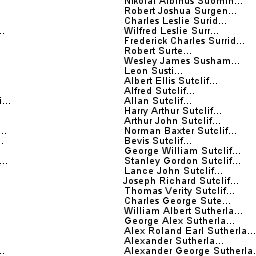 Nikolai Albinus Suomin...
Robert Joshua Surgen...
Charles Leslie Surid...
Wilfred Leslie Surr...
Frederick Charles Surrid...
Robert Surte...
Wesley James Susham...
Leon Susti...
Albert Ellis Sutclif...
Alfred Sutclif...
Allan Sutclif...
Harry Arthur Sutclif...
Arthur John Sutclif...
Norman Baxter Sutclif...
Bevis Sutclif...
George William Sutclif...
Stanley Gordon Sutclif...
Lance John Sutclif...
Joseph Richard Sutclif...
Thomas Verity Sutclif...
Charles George Sute...
William Albert Sutherla...
George Alex Sutherla...
Alex Roland Earl Sutherla...
Alexander Sutherla...
Alexander George Sutherla...